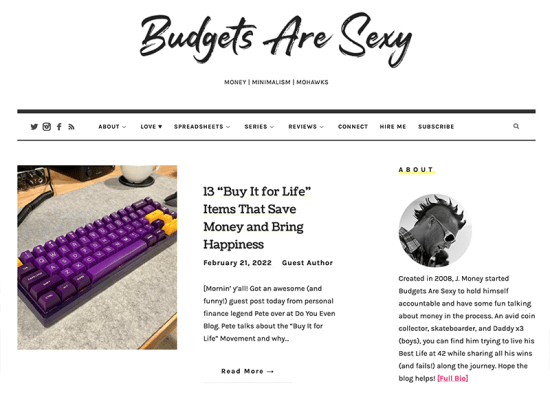 Budgets Are Sexy
MONEY | MINIMALISM | MOHAWKS
ABOUT LOVE ♥ SPREADSHEETS SERIES REVIEWS CONNECT HIRE ME SUBSCRIBE
13 “Buy It for Life”
Items That Save
Money and Bring
Happiness
February 21, 2022 Guest Author
[Mornin’ y’all! Got an awesome (and
funny!) guest post today from personal
finance legend Pete over at Do You Even
Blog. Pete talks about the “Buy It for
Life” Movement and why...
Read More →
ABOUT
Created in 2008, J. Money started
Budgets Are Sexy to hold himself
accountable and have some fun talking
about money in the process. An avid coin
collector, skateboarder, and Daddy x3
(boys), you can find him trying to live his
Best Life at 42 while sharing all his wins
(and fails!) along the journey. Hope the
blog helps! [Full Bio]